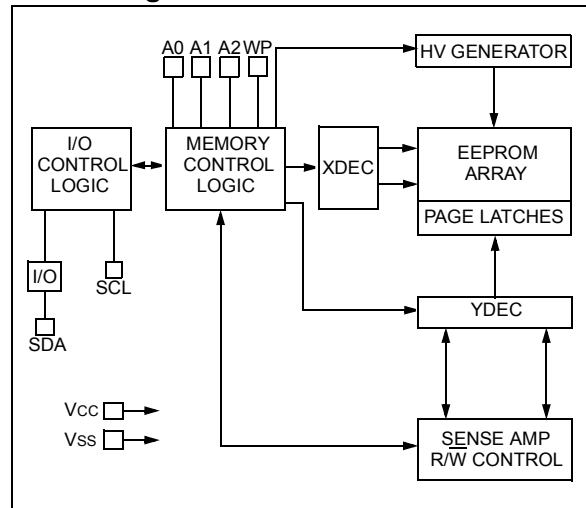 A0 A1 A2 WP
HV GENERATOR
I/O
CONTROL
LOGIC
MEMORY
CONTROL
LOGIC
XDEC
EEPROM
ARRAY
PAGE LATCHES
I/O
SCL
SDA
YDEC
Vcc
Vss
SENSE AMP
R/W̅ CONTROL